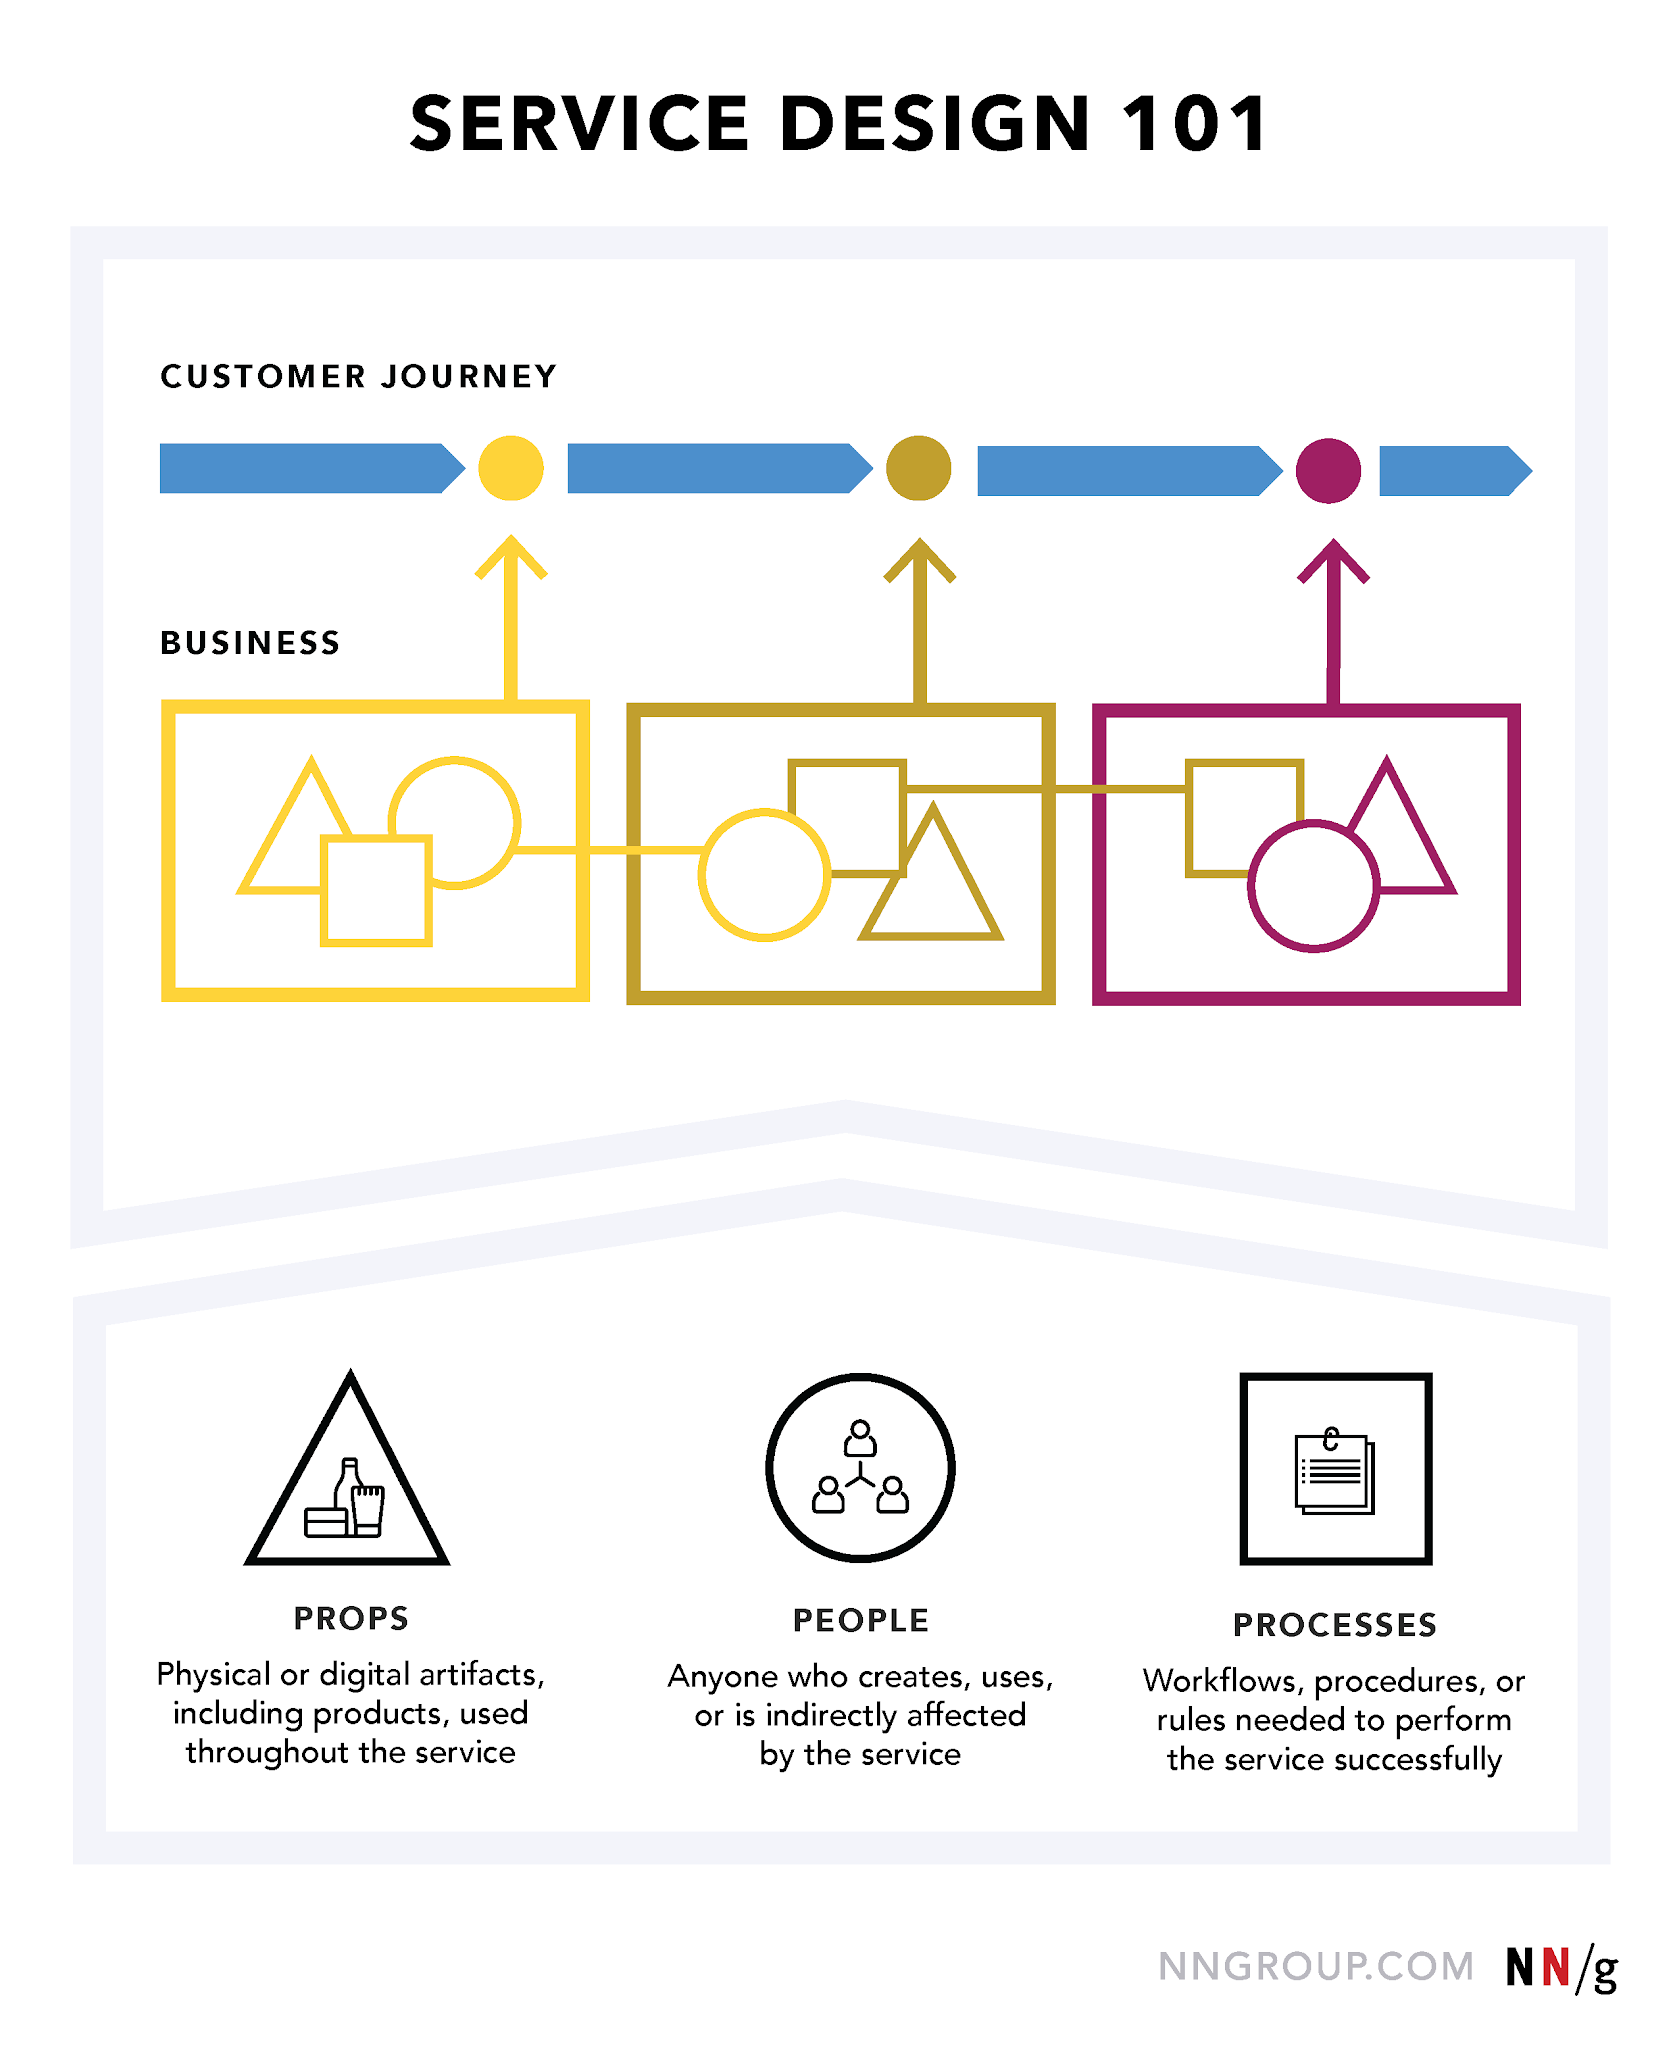 SERVICE DESIGN 101
CUSTOMER JOURNEY
BUSINESS
PROPS
Physical or digital artifacts,
including products, used
throughout the service
PEOPLE
Anyone who creates, uses,
or is indirectly affected
by the service
PROCESSES
Workflows, procedures, or
rules needed to perform
the service successfully
NNGROUP.COM NN/g